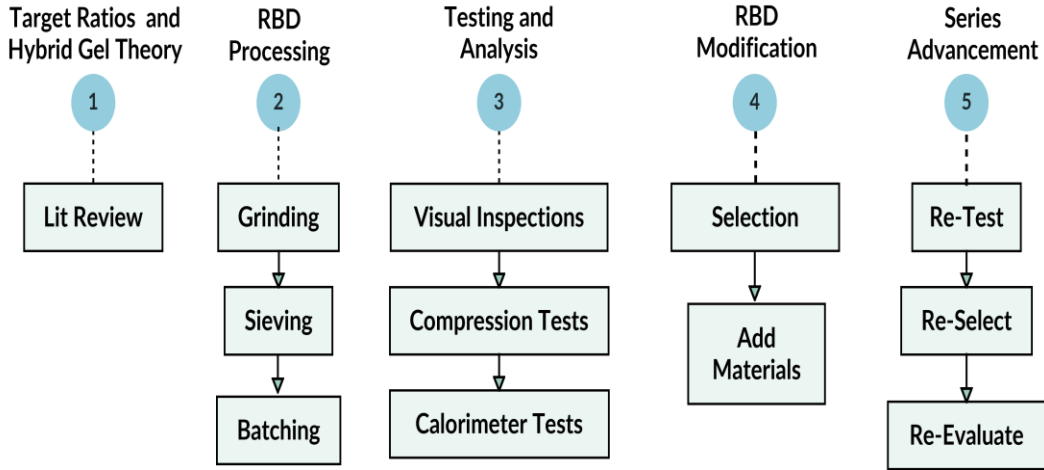 Target Ratios and
Hybrid Gel Theory
1
Lit Review
RBD
Processing
2
Grinding
Sieving
Batching
Testing and
Analysis
3
Visual Inspections
Compression Tests
Calorimeter Tests
RBD
Modification
4
Selection
Add
Materials
Series
Advancement
5
Re-Test
Re-Select
Re-Evaluate